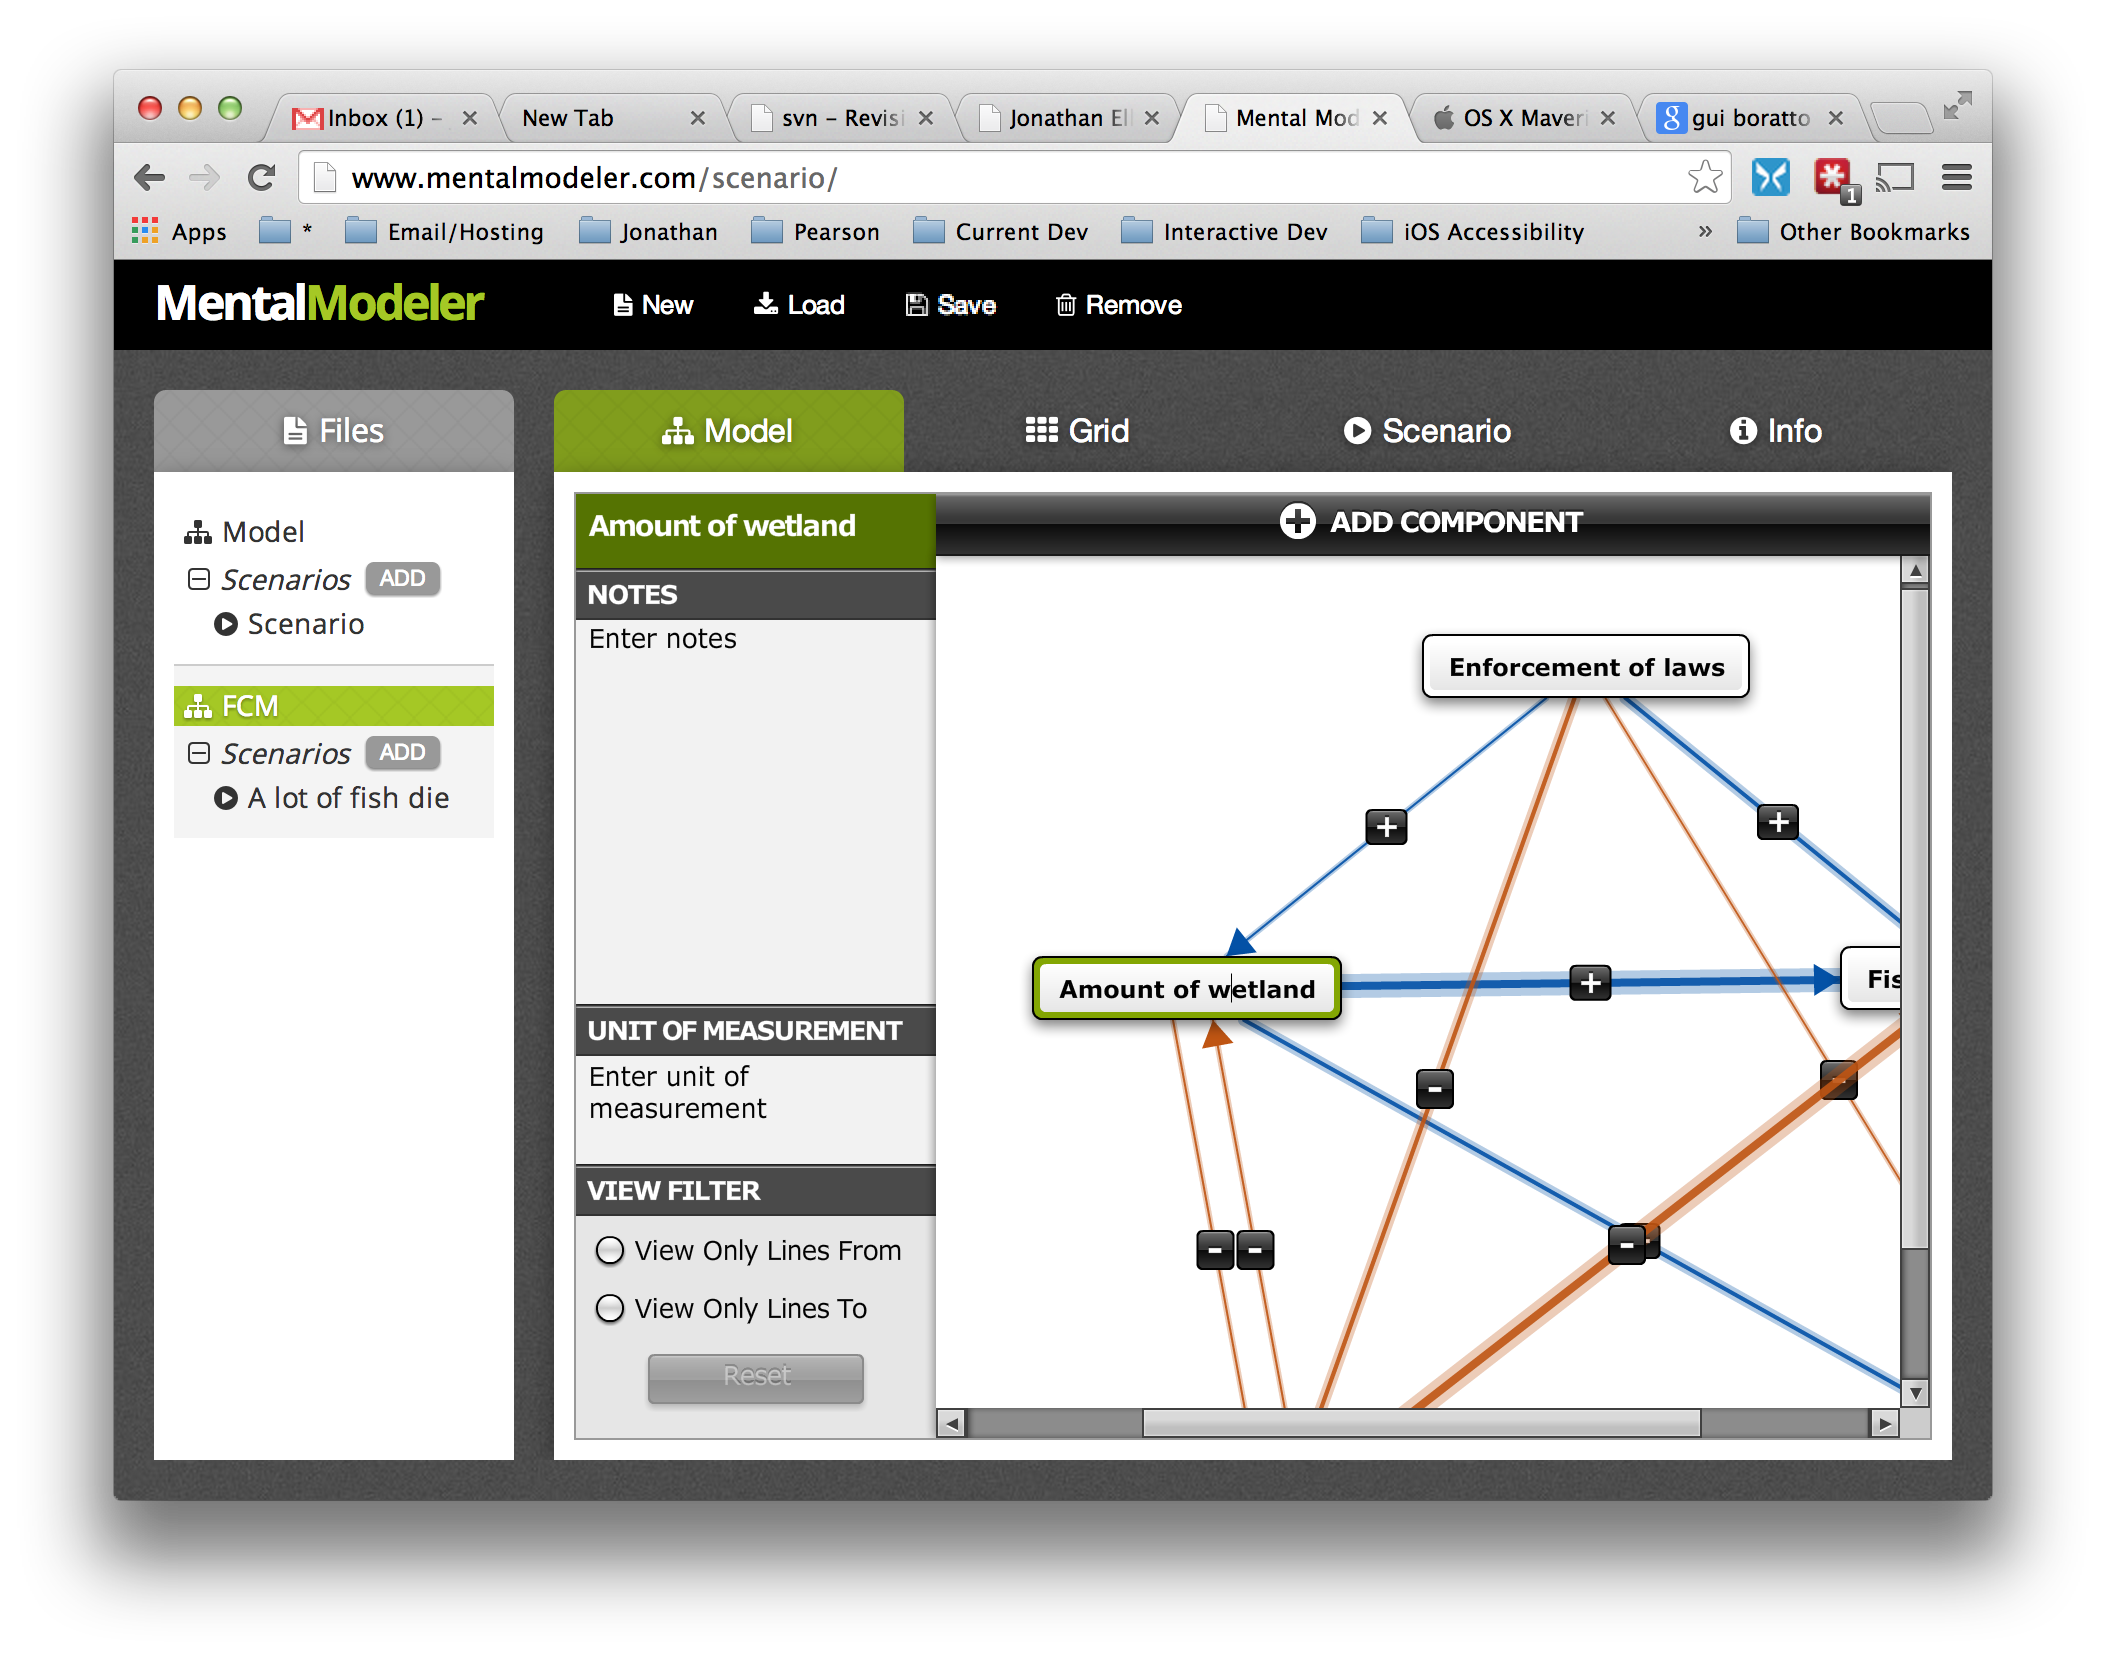 Inbox (1) –
New Tab
svn – Revisi
Jonathan Ell
Mental Mod
OS X Maveri
gui boratto
www.mentalmodeler.com/scenario/
1
Apps
*
Email/Hosting
Jonathan
Pearson
Current Dev
Interactive Dev
iOS Accessibility
»
Other Bookmarks
MentalModeler
New
Load
Save
Remove
Files
Model
Grid
Scenario
Info
Model
Scenarios ADD
Scenario
FCM
Scenarios ADD
A lot of fish die
Amount of wetland
NOTES
Enter notes
UNIT OF MEASUREMENT
Enter unit of
measurement
VIEW FILTER
View Only Lines From
View Only Lines To
Reset
ADD COMPONENT
Enforcement of laws
+
+
Amount of wetland
+
Fis
-
-
-
-
-